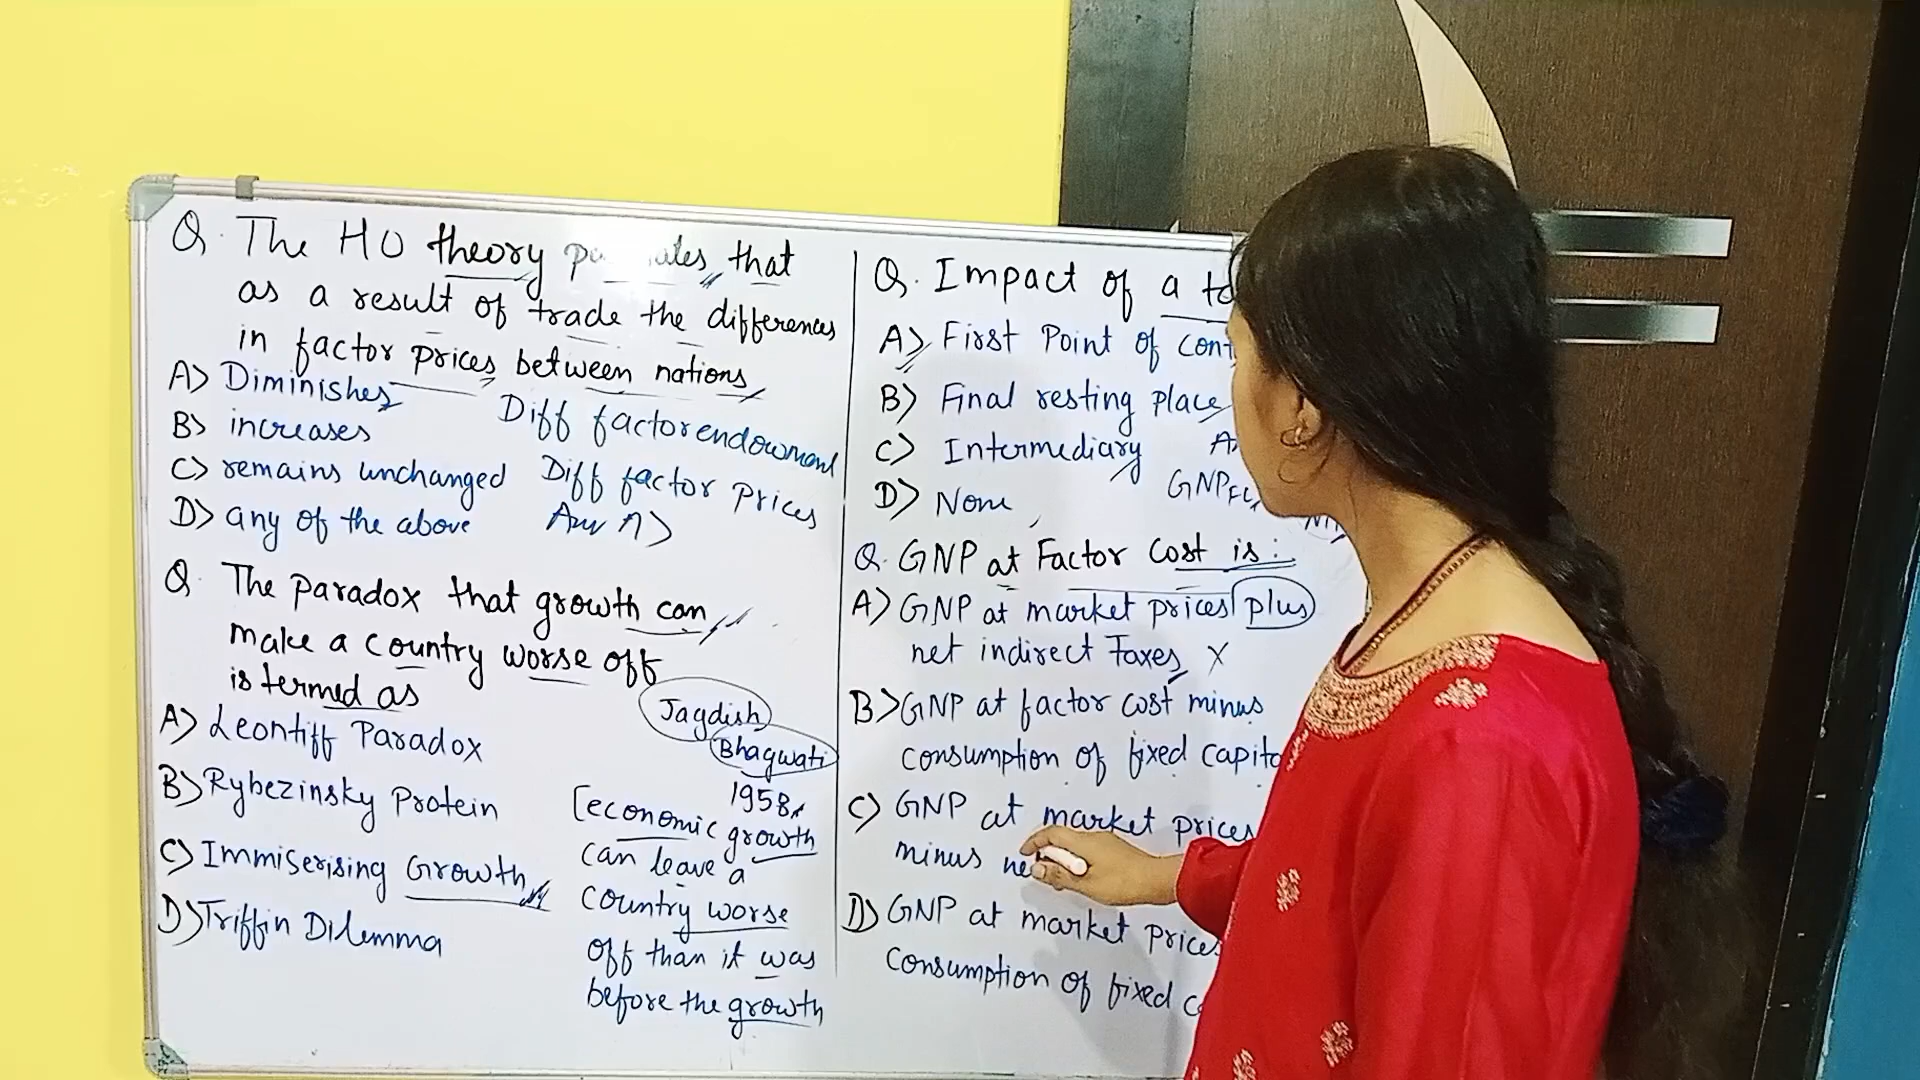 Q. The HO theory that
as a result of trade the differences
in factor prices between nations
A) Diminishes
B) increases
C) remains unchanged
D) any of the above
Diff factor endowment
Diff factor prices
Ans A)
Q. The paradox that growth can
make a country worse off
is termed as
A) Leontiff Paradox
B) Rybezinsky Protein
C) Immiserising Growth
D) Triffin Dilemma
Jagdish
Bhagwati
1958
[economic growth
can leave a
country worse
off than it was
before the growth
Q. Impact of a
A) First Point of
B) Final resting place
C) Intermediary
D) None
GNP
Q. GNP at Factor Cost is:
A) GNP at market prices plus
net indirect Taxes X
B) GNP at factor cost minus
consumption of fixed
C) GNP at market prices
minus
D) GNP at market prices
consumption of fixed